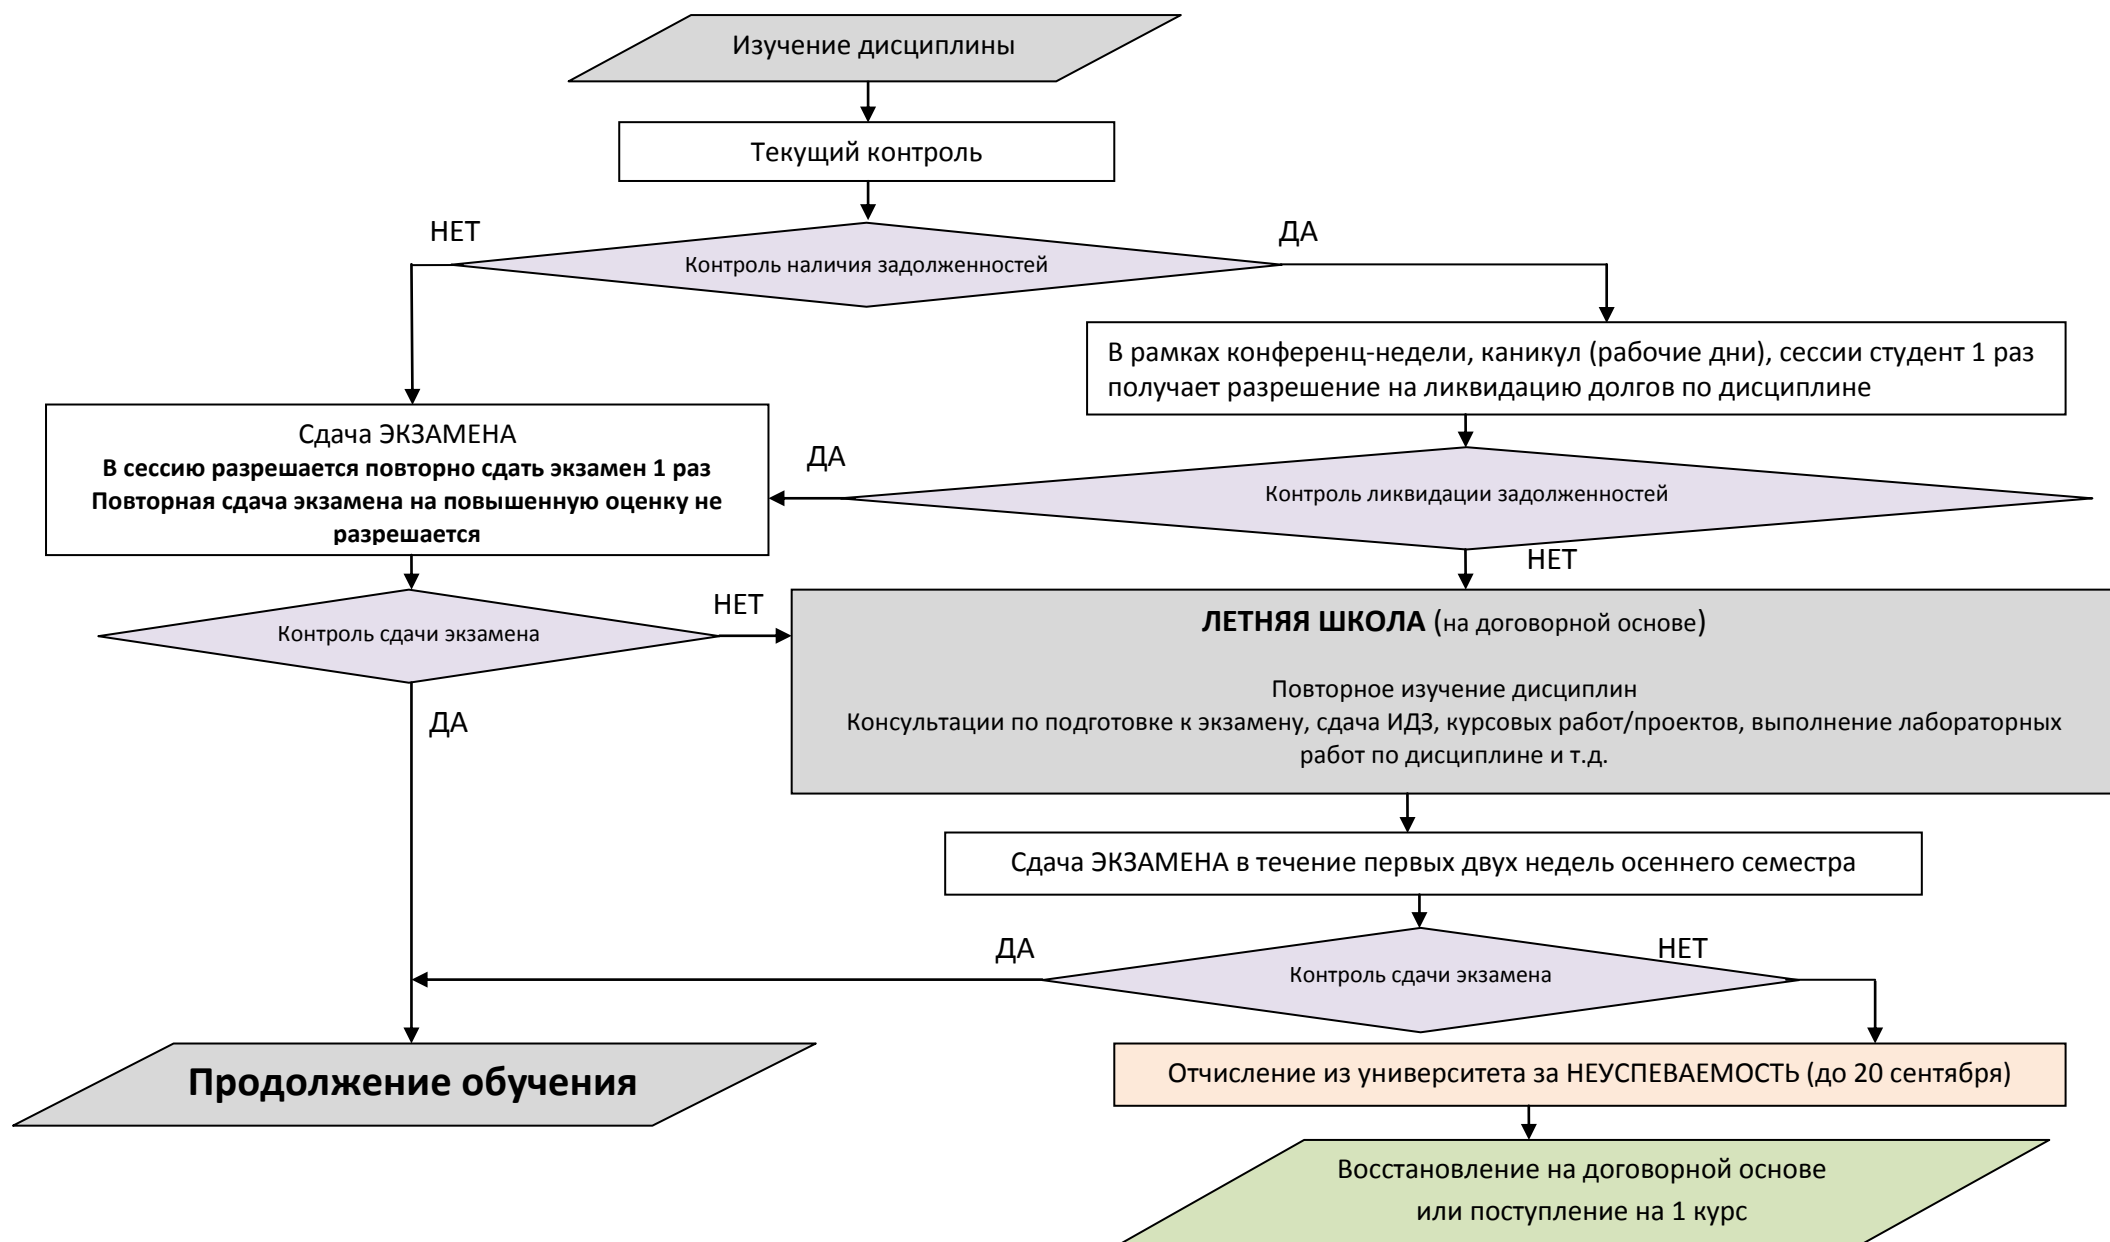 Изучение дисциплины
Текущий контроль
НЕТ
ДА
Контроль наличия задолженностей
В рамках конференц-недели, каникул (рабочие дни), сессии студент 1 раз
получает разрешение на ликвидацию долгов по дисциплине
Сдача ЭКЗАМЕНА
В сессию разрешается повторно сдать экзамен 1 раз
Повторная сдача экзамена на повышенную оценку не
разрешается
ДА
Контроль ликвидации задолженностей
НЕТ
НЕТ
Контроль сдачи экзамена
ДА
ЛЕТНЯЯ ШКОЛА (на договорной основе)
Повторное изучение дисциплин
Консультации по подготовке к экзамену, сдача ИДЗ, курсовых работ/проектов, выполнение лабораторных
работ по дисциплине и т.д.
Сдача ЭКЗАМЕНА в течение первых двух недель осеннего семестра
ДА
НЕТ
Контроль сдачи экзамена
Продолжение обучения
Отчисление из университета за НЕУСПЕВАЕМОСТЬ (до 20 сентября)
Восстановление на договорной основе
или поступление на 1 курс